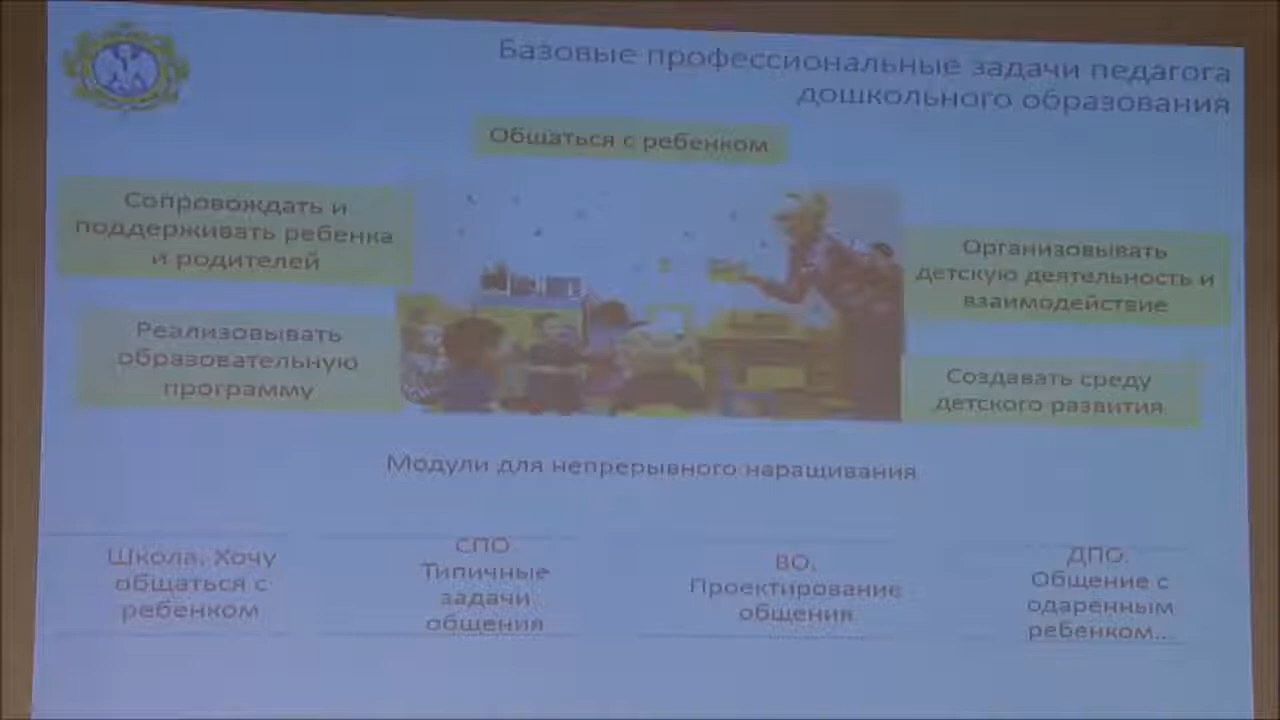 Базовые профессиональные задачи педагога
дошкольного образования
Общаться с ребенком
Сопровождать и
поддерживать ребенка
и родителей
Организовывать
детскую деятельность и
взаимодействие
Реализовывать
образовательную
программу
Создавать среду
детского развития
Модули для непрерывного наращивания
Школа. Хочу
общаться с
ребенком
СПО.
Типичные
задачи
общения
ВО.
Проектирование
общения
ДПО.
Общение с
одаренным
ребенком...